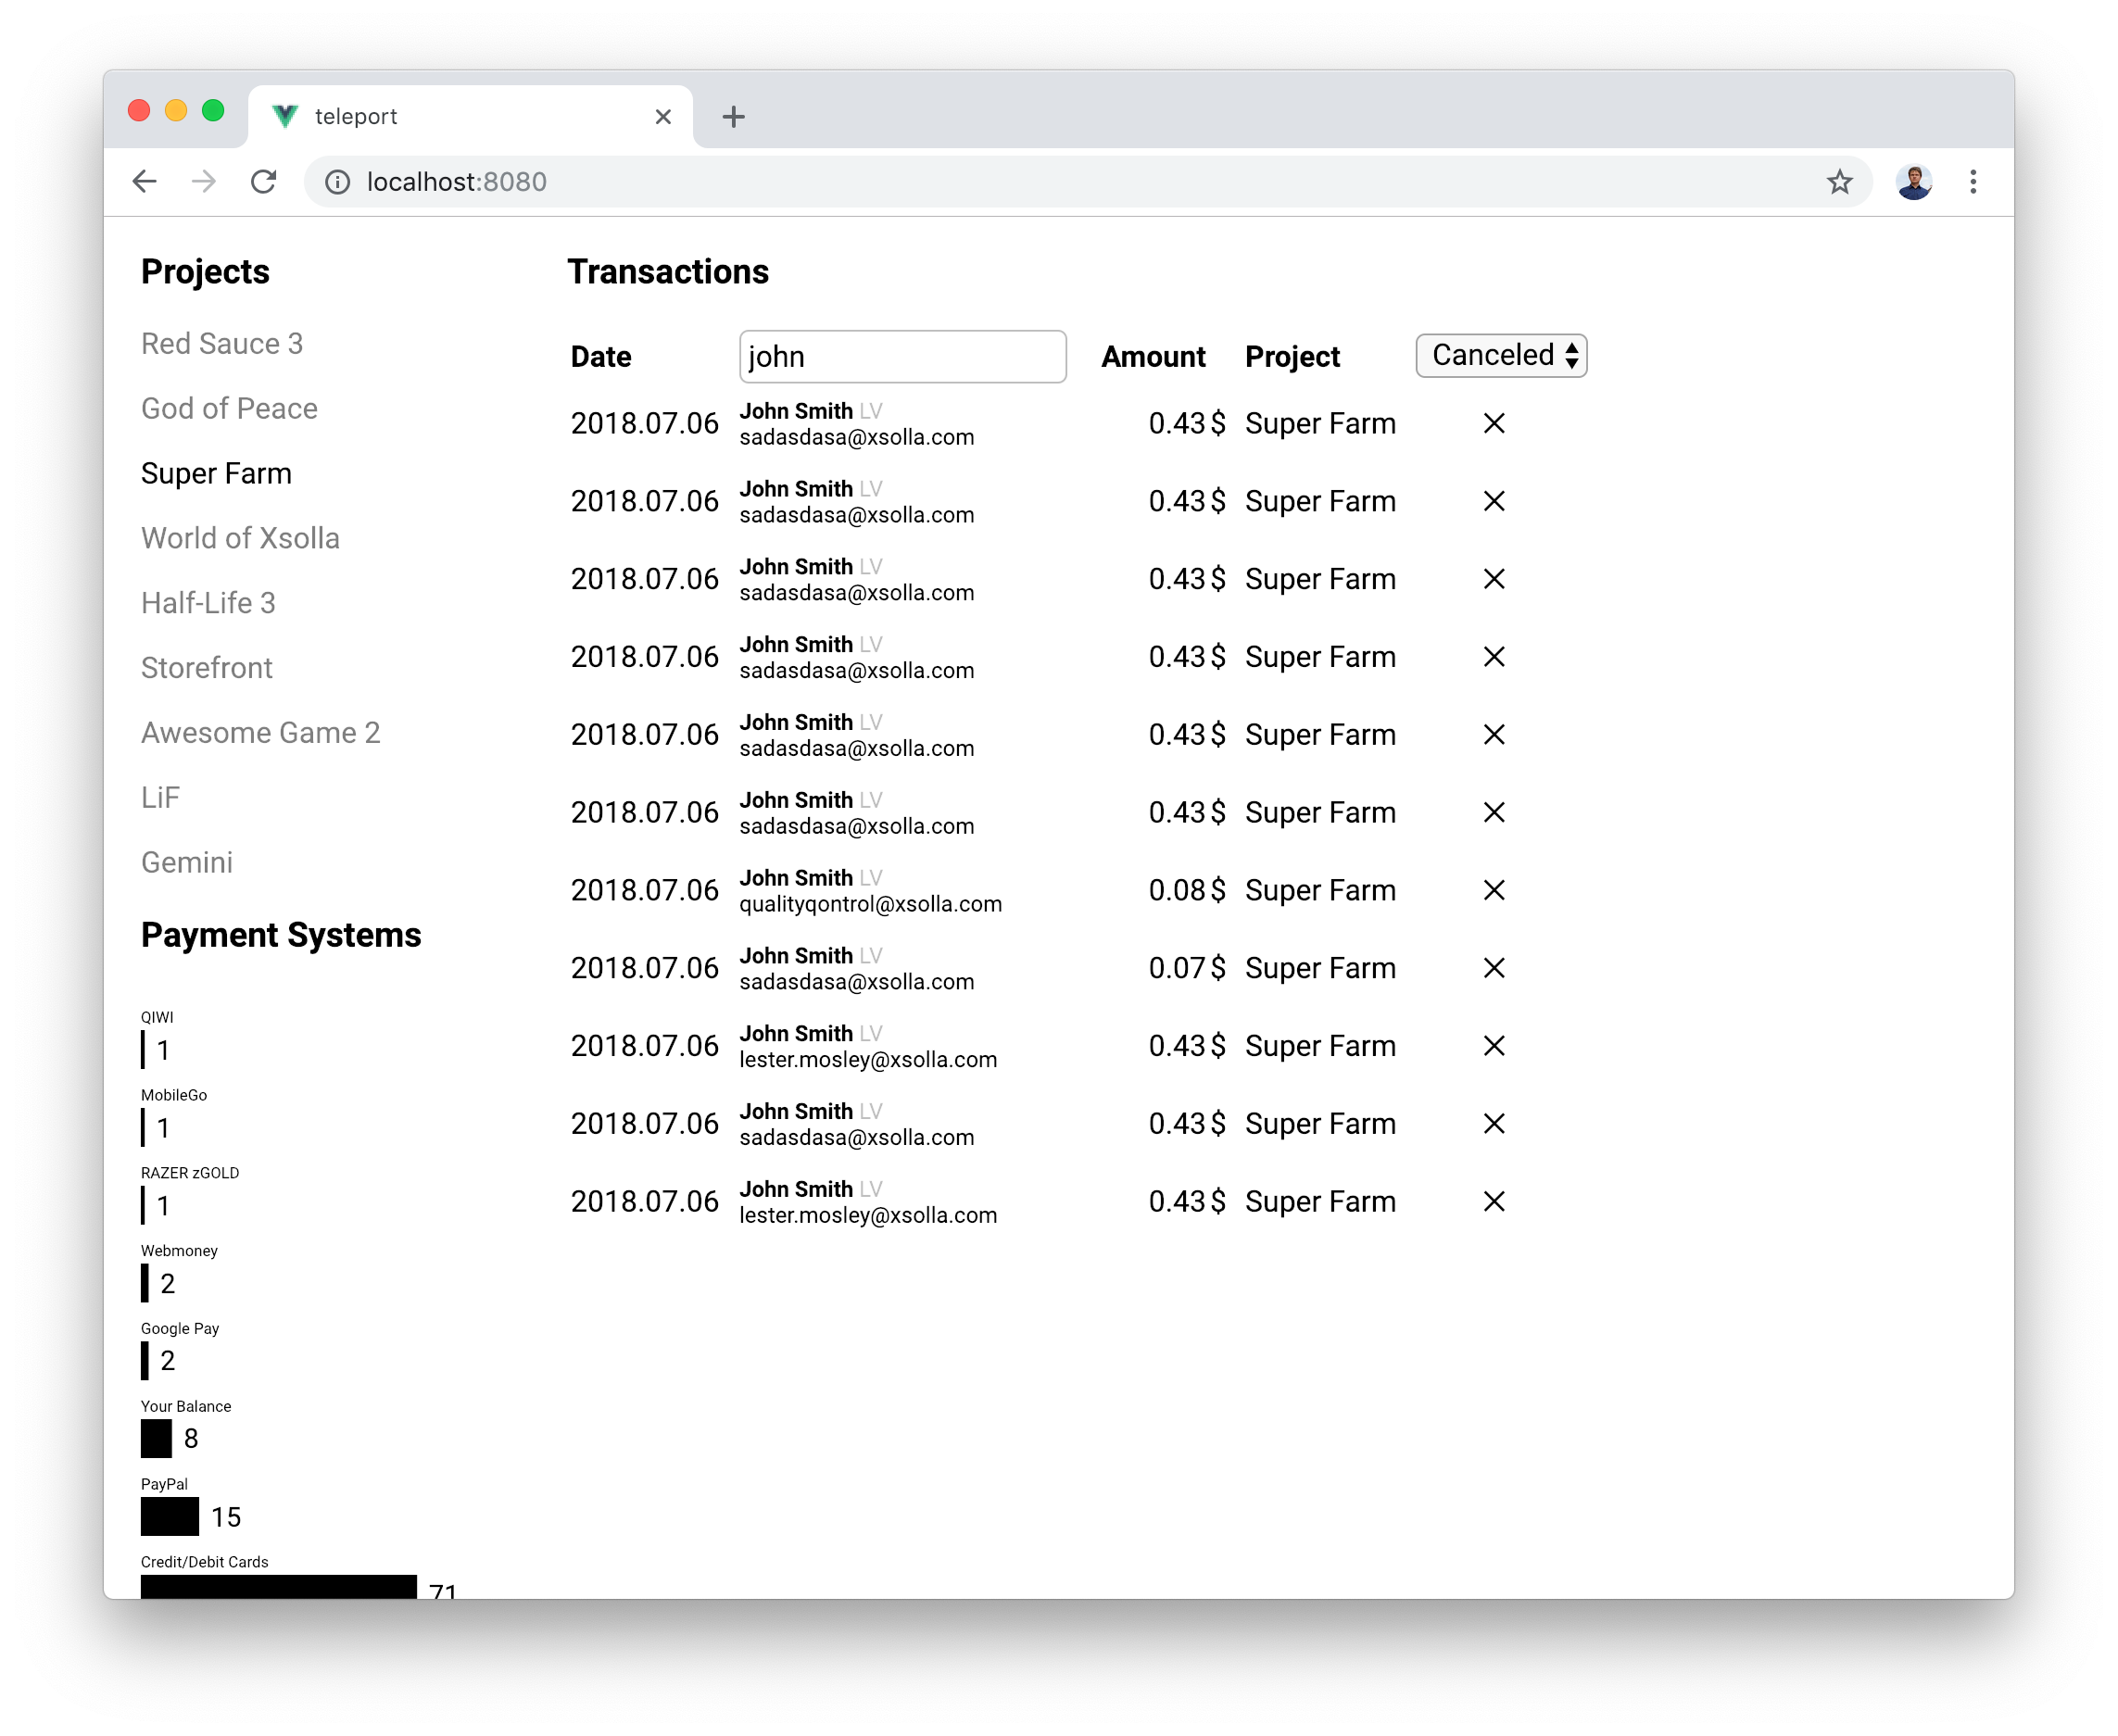 teleport
localhost:8080
Projects
Red Sauce 3
God of Peace
Super Farm
World of Xsolla
Half-Life 3
Storefront
Awesome Game 2
LiF
Gemini
Payment Systems
QIWI
1
MobileGo
1
RAZER zGOLD
1
Webmoney
2
Google Pay
2
Your Balance
8
PayPal
15
Credit/Debit Cards
71
Transactions
Date john Amount Project Canceled
2018.07.06 John Smith LV 0.43 $ Super Farm
sadasdasa@xsolla.com
2018.07.06 John Smith LV 0.43 $ Super Farm
sadasdasa@xsolla.com
2018.07.06 John Smith LV 0.43 $ Super Farm
sadasdasa@xsolla.com
2018.07.06 John Smith LV 0.43 $ Super Farm
sadasdasa@xsolla.com
2018.07.06 John Smith LV 0.43 $ Super Farm
sadasdasa@xsolla.com
2018.07.06 John Smith LV 0.43 $ Super Farm
sadasdasa@xsolla.com
2018.07.06 John Smith LV 0.08 $ Super Farm
qualityqontrol@xsolla.com
2018.07.06 John Smith LV 0.07 $ Super Farm
sadasdasa@xsolla.com
2018.07.06 John Smith LV 0.43 $ Super Farm
lester.mosley@xsolla.com
2018.07.06 John Smith LV 0.43 $ Super Farm
sadasdasa@xsolla.com
2018.07.06 John Smith LV 0.43 $ Super Farm
lester.mosley@xsolla.com